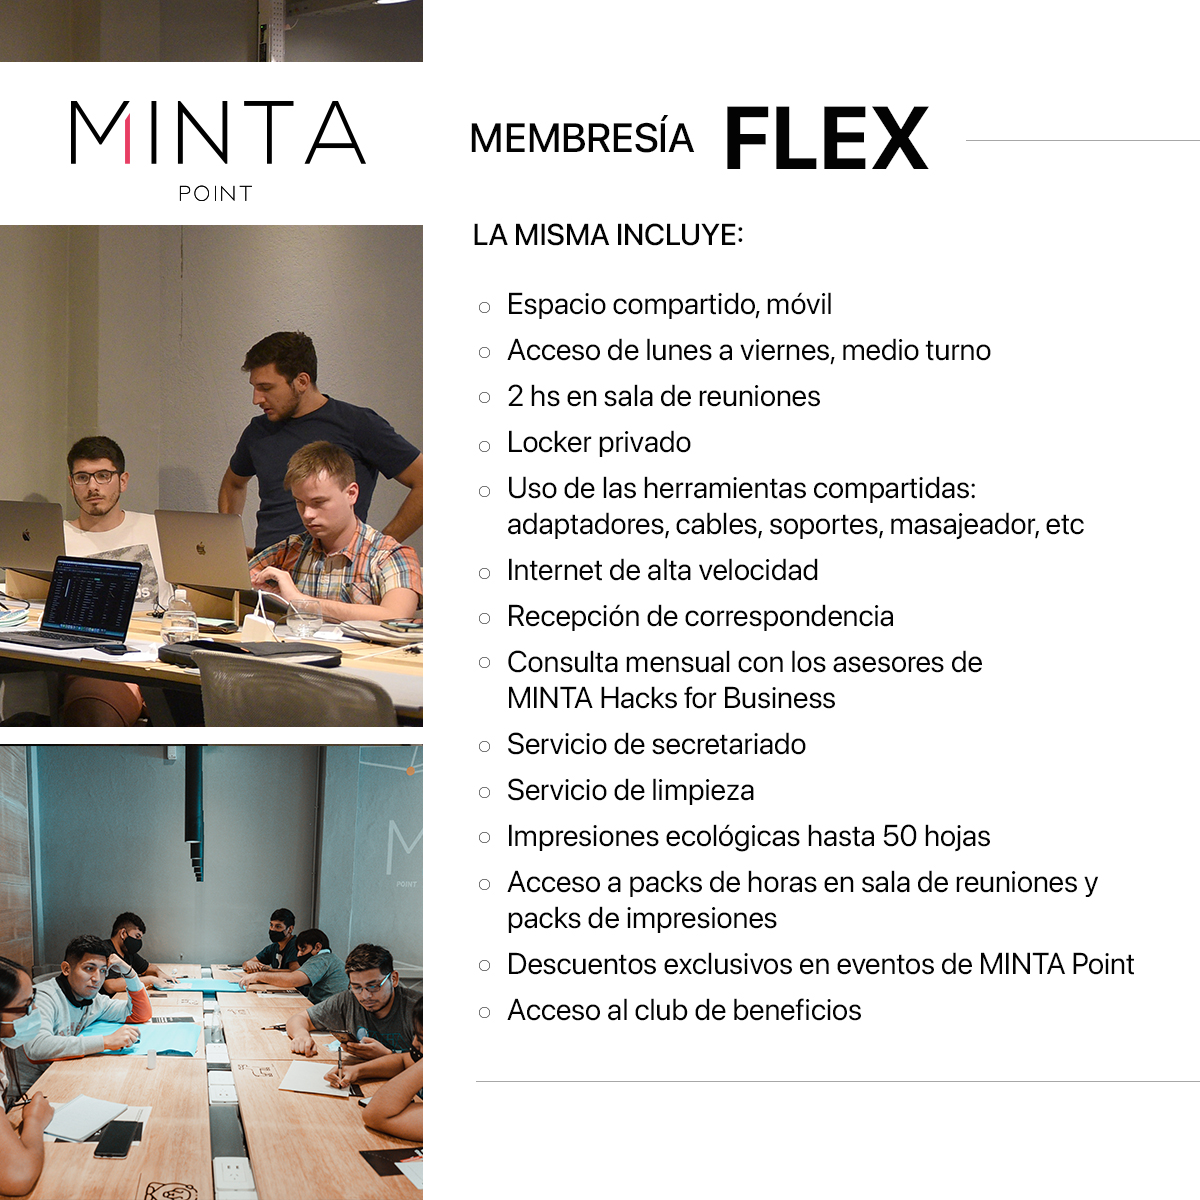 MINTA
POINT
MEMBRESÍA FLEX
LA MISMA INCLUYE:
Espacio compartido, móvil
Acceso de lunes a viernes, medio turno
2 hs en sala de reuniones
Locker privado
Uso de las herramientas compartidas:
adaptadores, cables, soportes, masajeador, etc
Internet de alta velocidad
Recepción de correspondencia
Consulta mensual con los asesores de
MINTA Hacks for Business
Servicio de secretariado
Servicio de limpieza
Impresiones ecológicas hasta 50 hojas
Acceso a packs de horas en sala de reuniones y
packs de impresiones
Descuentos exclusivos en eventos de MINTA Point
Acceso al club de beneficios
M
POINT